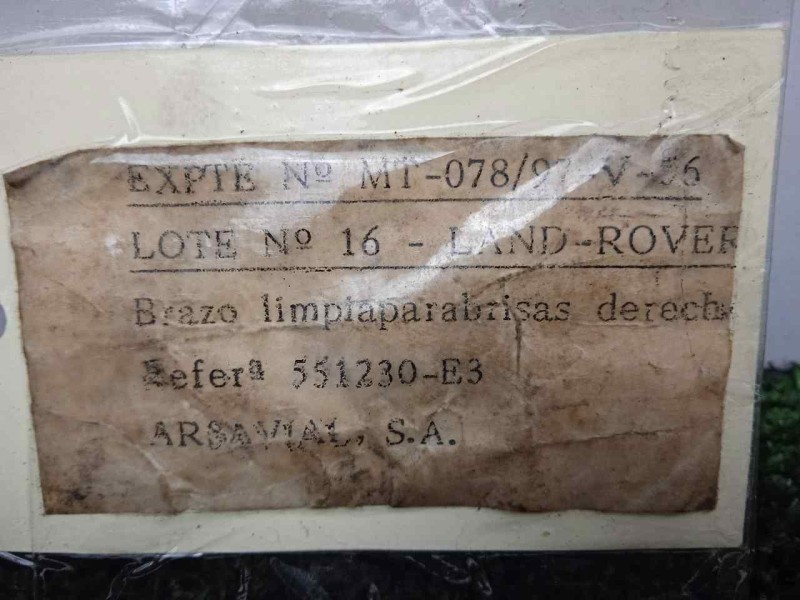 EXPTE Nº MT-078/97-V-56
LOTE Nº 16 - LAND-ROVER
Brazo limpiaparabrisas derecho
Referª 551230-E3
ARSAVIAL, S.A.